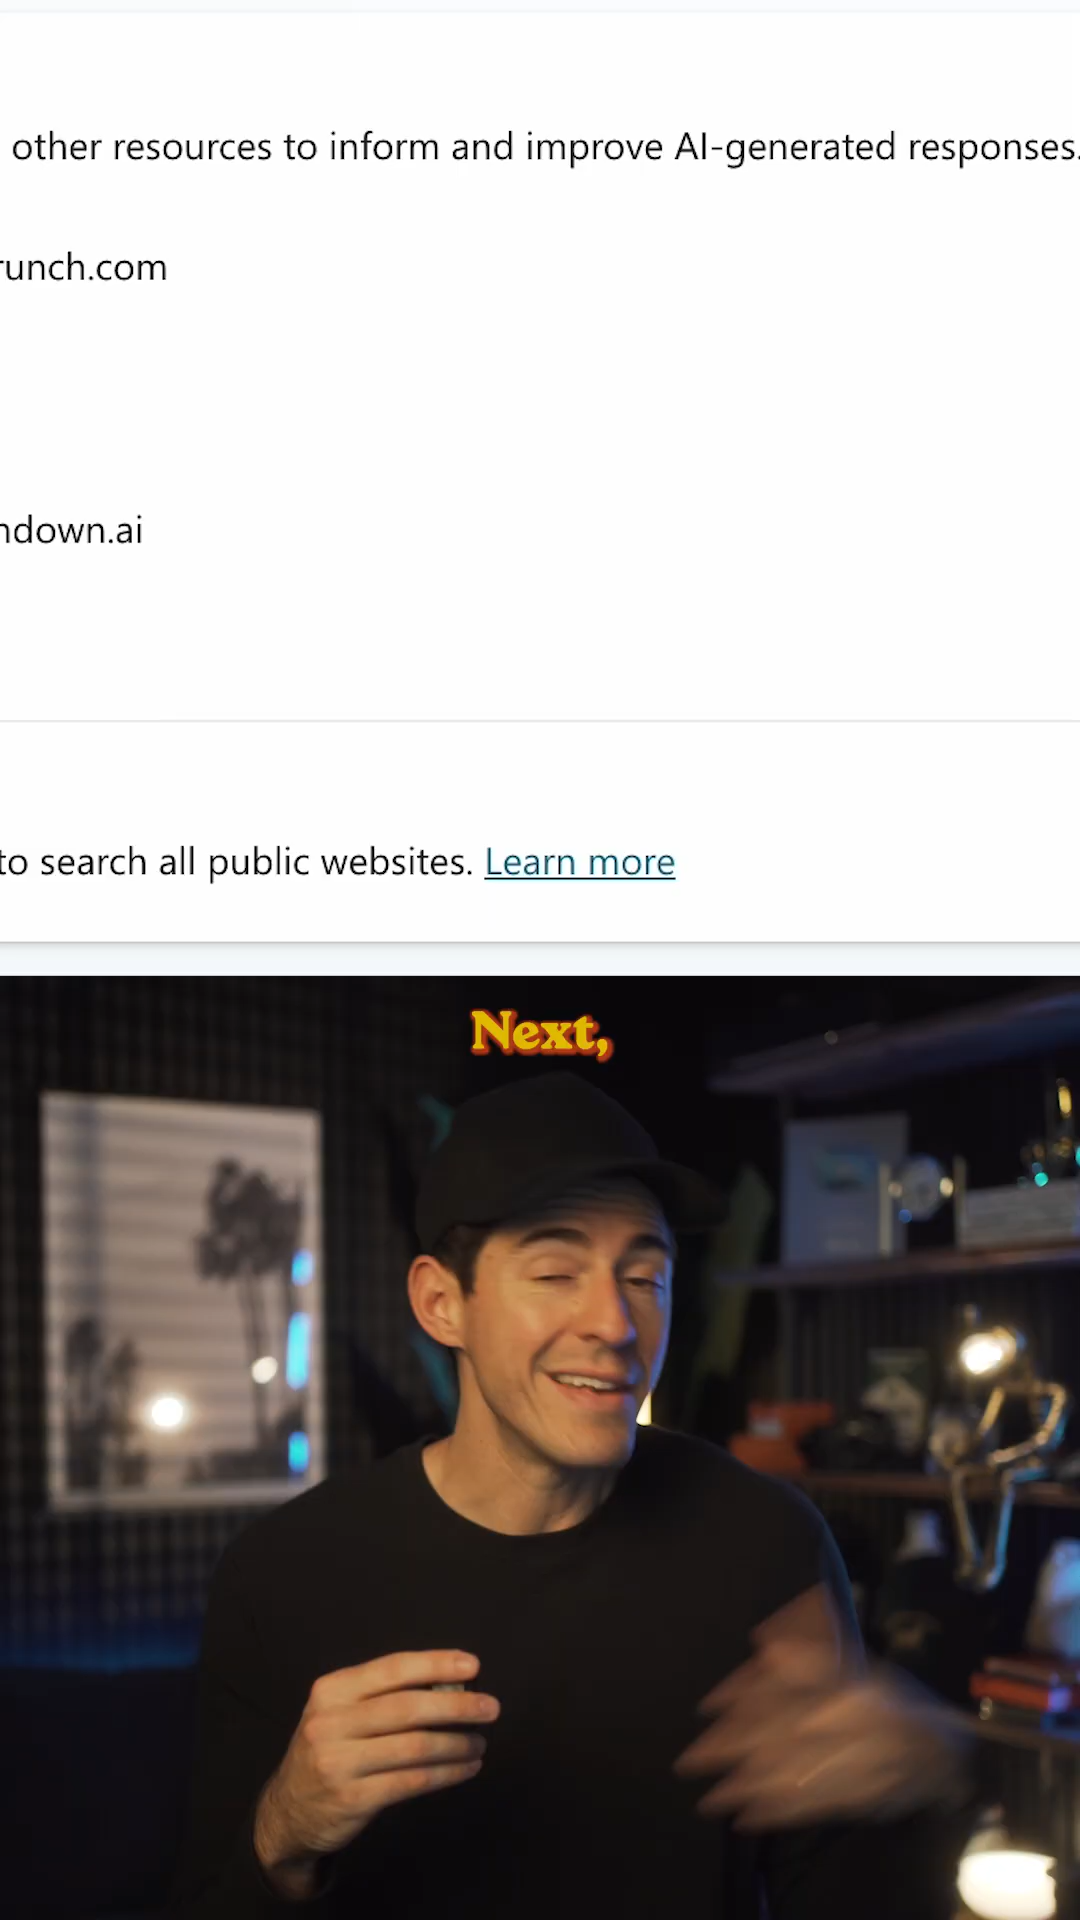 other resources to inform and improve AI-generated responses.
runch.com
ndown.ai
to search all public websites. Learn more
Next,